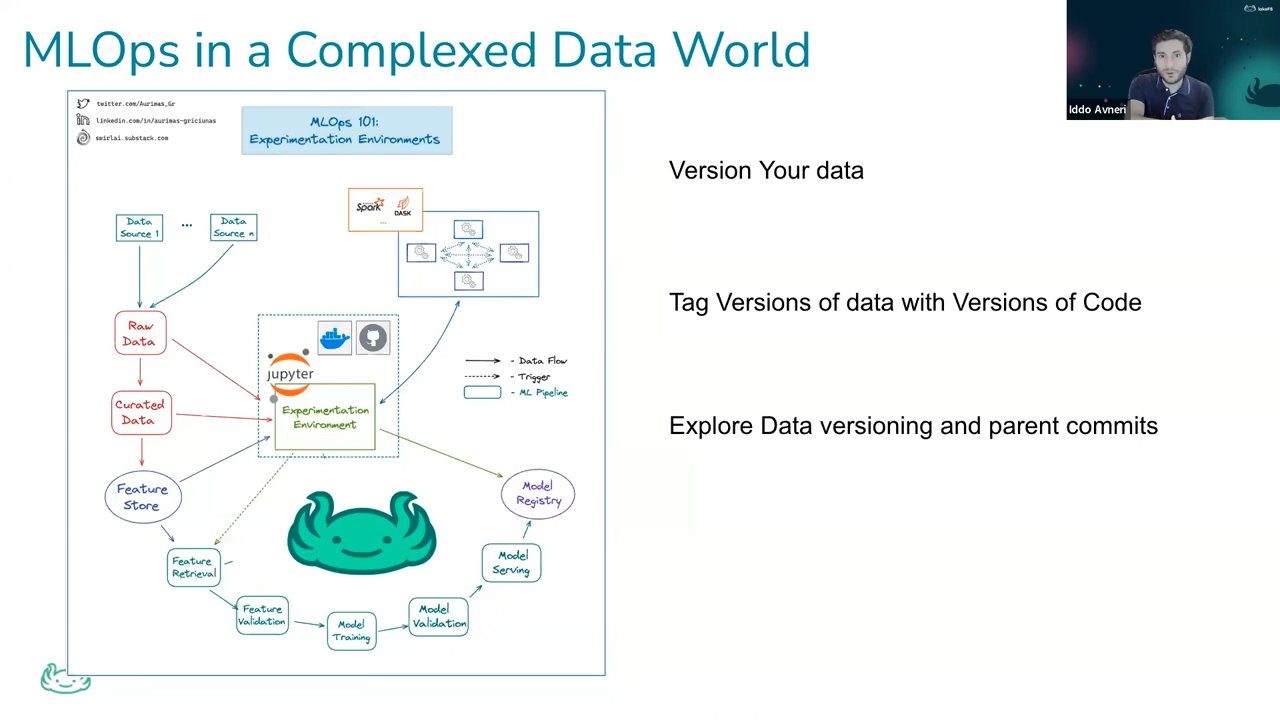 MLOps in a Complexed Data World
lakeFS
Iddo Avneri
twitter.com/Aurimas_Gr
linkedin.com/in/aurimas-griciunas
swirlai.substack.com
MLOps 101:
Experimentation Environments
Data
Source 1
...
Data
Source n
Spark
DASK
...
Raw
Data
Curated
Data
Feature
Store
jupyter
Experimentation
Environment
- Data Flow
- Trigger
- ML Pipeline
Model
Registry
Feature
Retrieval
Feature
Validation
Model
Training
Model
Validation
Model
Serving
Version Your data
Tag Versions of data with Versions of Code
Explore Data versioning and parent commits